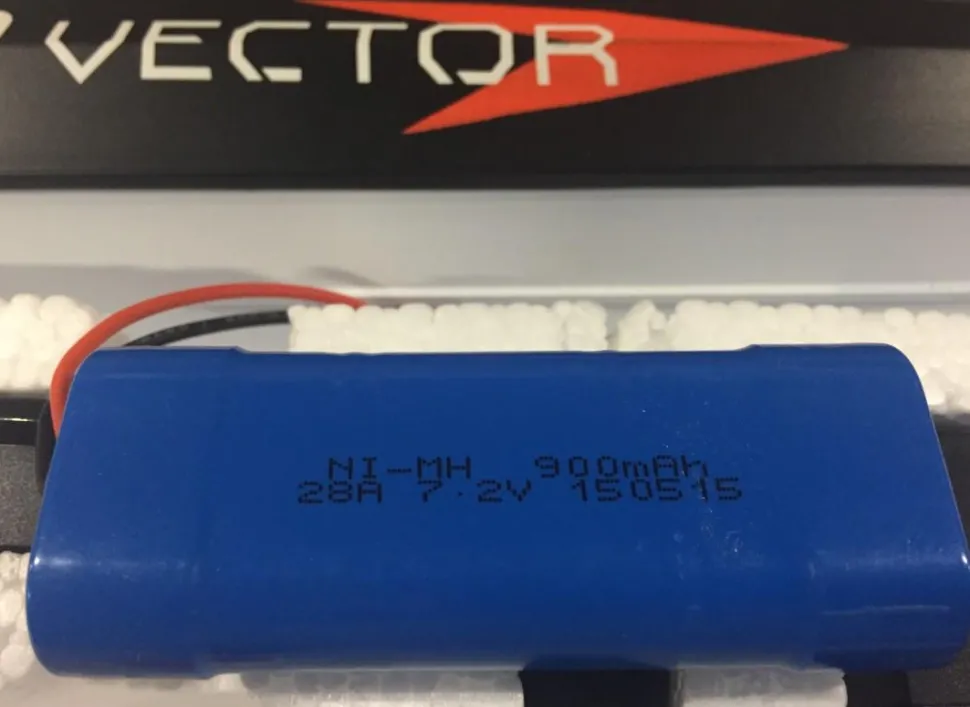 VECTOR
NI-MH 900mAh
28A 7.2V 150515